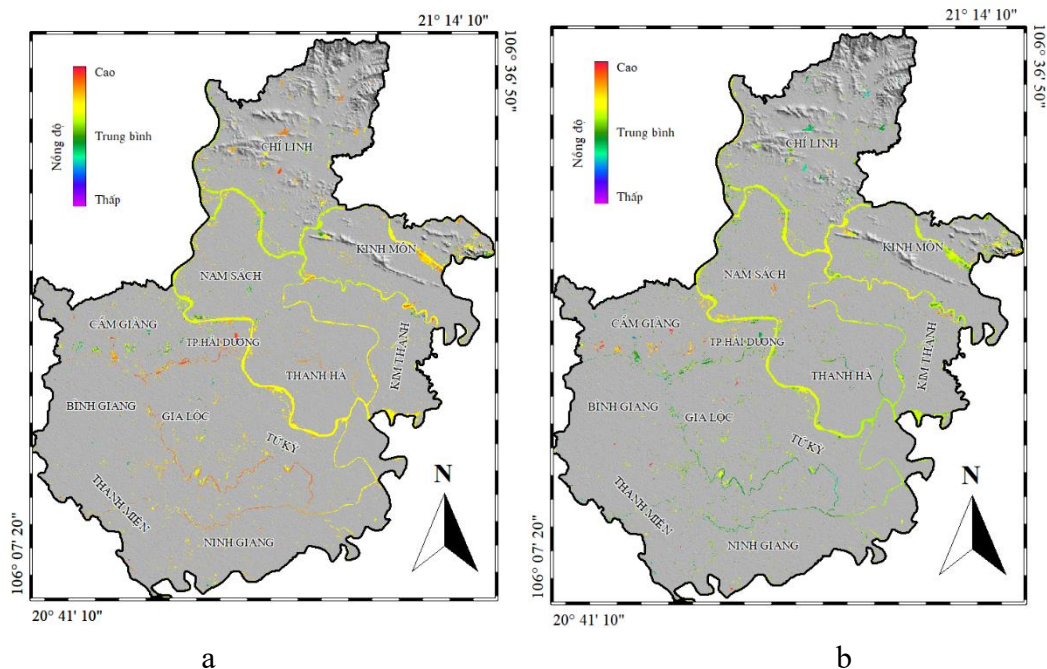 21° 14' 10"
106° 36' 50"
Nồng độ
Cao
Trung bình
Thấp
CHÍ LINH
KINH MÔN
NAM SÁCH
CẨM GIÀNG
TP.HẢI DƯƠNG
KIM THANH
THANH HÀ
BÌNH GIANG
GIA LỘC
TỨ KỲ
THANH MIỆN
NINH GIANG
N
106° 07' 20"
20° 41' 10"
a
21° 14' 10"
106° 36' 50"
Nồng độ
Cao
Trung bình
Thấp
CHÍ LINH
KINH MÔN
NAM SÁCH
CẨM GIÀNG
TP.HẢI DƯƠNG
KIM THANH
THANH HÀ
BÌNH GIANG
GIA LỘC
TỨ KỲ
THANH MIỆN
NINH GIANG
N
106° 07' 20"
20° 41' 10"
b